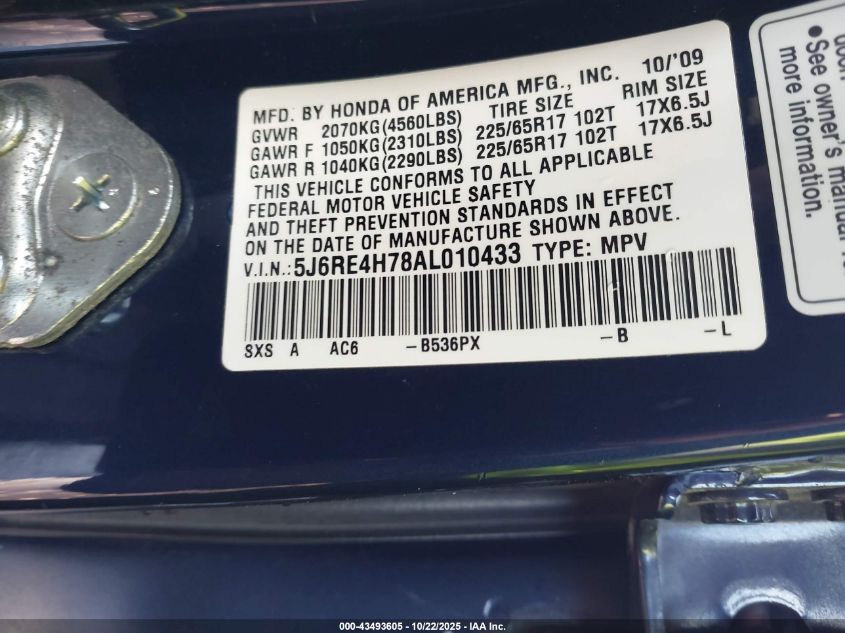 MFD. BY HONDA OF AMERICA MFG., INC. 10/'09
GVWR 2070KG(4560LBS) TIRE SIZE RIM SIZE
GAWR F 1050KG(2310LBS) 225/65R17 102T 17X6.5J
GAWR R 1040KG(2290LBS) 225/65R17 102T 17X6.5J
THIS VEHICLE CONFORMS TO ALL APPLICABLE
FEDERAL MOTOR VEHICLE SAFETY
AND THEFT PREVENTION STANDARDS IN EFFECT
ON THE DATE OF MANUFACTURE SHOWN ABOVE.
V.I.N.:5J6RE4H78AL010433 TYPE: MPV
SXS A AC6 -B536PX -B -L
•See owner's manual
more information.
000-43493605 - 10/22/2025 - IAA Inc.